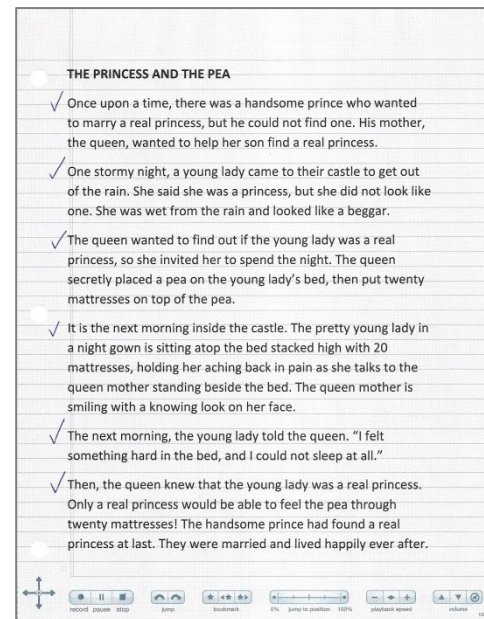 THE PRINCESS AND THE PEA
Once upon a time, there was a handsome prince who wanted
to marry a real princess, but he could not find one. His mother,
the queen, wanted to help her son find a real princess.
One stormy night, a young lady came to their castle to get out
of the rain. She said she was a princess, but she did not look like
one. She was wet from the rain and looked like a beggar.
The queen wanted to find out if the young lady was a real
princess, so she invited her to spend the night. The queen
secretly placed a pea on the young lady's bed, then put twenty
mattresses on top of the pea.
It is the next morning inside the castle. The pretty young lady in
a night gown is sitting atop the bed stacked high with 20
mattresses, holding her aching back in pain as she talks to the
queen mother standing beside the bed. The queen mother is
smiling with a knowing look on her face.
The next morning, the young lady told the queen. "I felt
something hard in the bed, and I could not sleep at all."
Then, the queen knew that the young lady was a real princess.
Only a real princess would be able to feel the pea through
twenty mattresses! The handsome prince had found a real
princess at last. They were married and lived happily ever after.
record pause stop jump bookmark 0% jump to position 100% playback speed volume